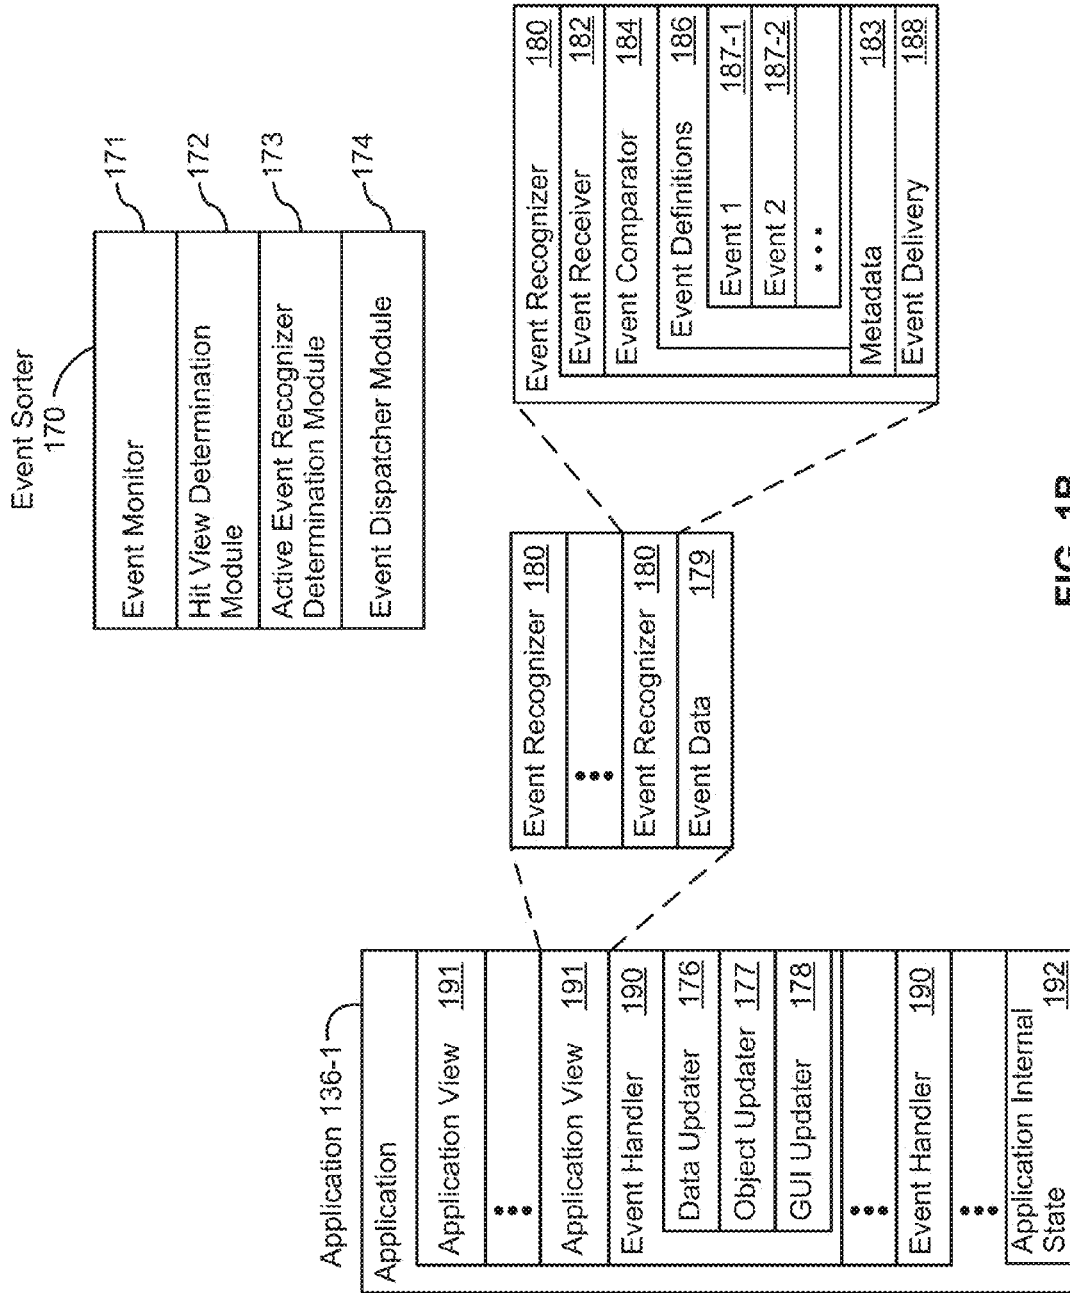 Event Sorter
170
Event Monitor
171
Hit View Determination
Module
172
Active Event Recognizer
Determination Module
173
Event Dispatcher Module
174
Application 136-1
Application
Application View 191
•••
Application View 191
Event Handler 190
Data Updater 176
Object Updater 177
GUI Updater 178
•••
Event Handler 190
•••
Application Internal
State 192
Event Recognizer 180
•••
Event Recognizer 180
Event Data 179
Event Recognizer 180
Event Receiver 182
Event Comparator 184
Event Definitions 186
Event 1 187-1
Event 2 187-2
•••
Metadata 183
Event Delivery 188
FIG. 1B